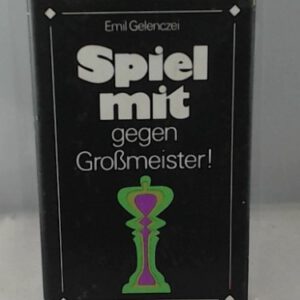 Emil Gelenczei
Spiel
mit
gegen
Großmeister!